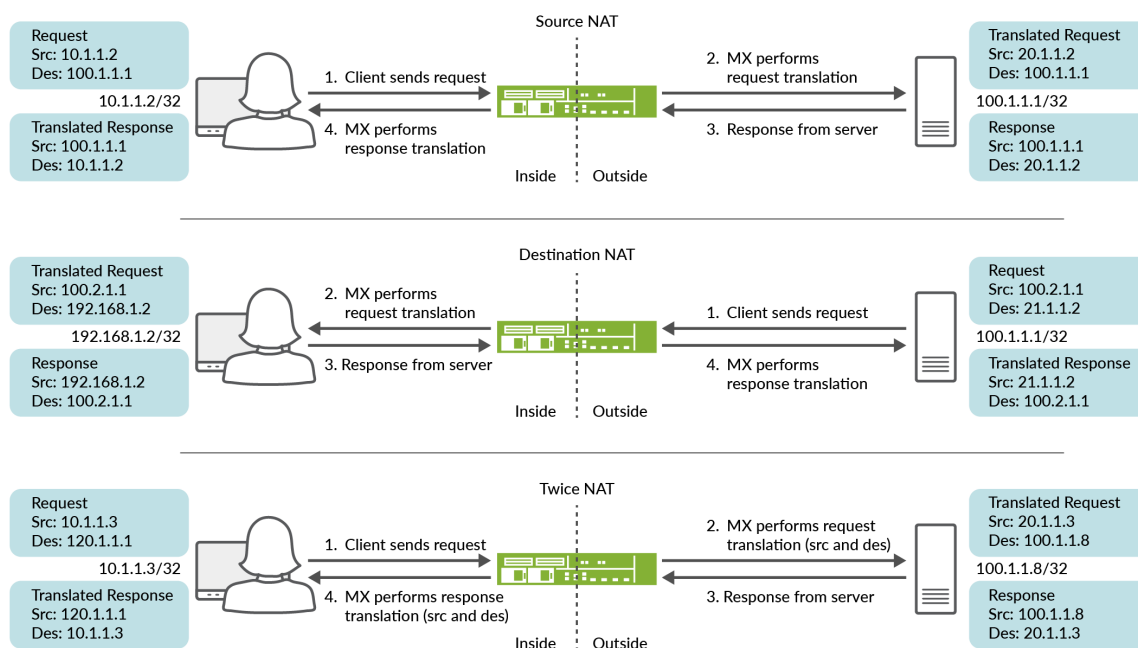 Source NAT
Request
Src: 10.1.1.2
Des: 100.1.1.1
10.1.1.2/32
Translated Response
Src: 100.1.1.1
Des: 10.1.1.2
1. Client sends request
4. MX performs
response translation
2. MX performs
request translation
3. Response from server
Inside
Outside
Translated Request
Src: 20.1.1.2
Des: 100.1.1.1
100.1.1.1/32
Response
Src: 100.1.1.1
Des: 20.1.1.2
Destination NAT
Translated Request
Src: 100.2.1.1
Des: 192.168.1.2
192.168.1.2/32
Response
Src: 192.168.1.2
Des: 100.2.1.1
2. MX performs
request translation
3. Response from server
1. Client sends request
4. MX performs
response translation
Inside
Outside
Request
Src: 100.2.1.1
Des: 21.1.1.2
100.1.1.1/32
Translated Response
Src: 21.1.1.2
Des: 100.2.1.1
Twice NAT
Request
Src: 10.1.1.3
Des: 120.1.1.1
10.1.1.3/32
Translated Response
Src: 120.1.1.1
Des: 10.1.1.3
1. Client sends request
4. MX performs response
translation (src and des)
2. MX performs request
translation (src and des)
3. Response from server
Inside
Outside
Translated Request
Src: 20.1.1.3
Des: 100.1.1.8
100.1.1.8/32
Response
Src: 100.1.1.8
Des: 20.1.1.3